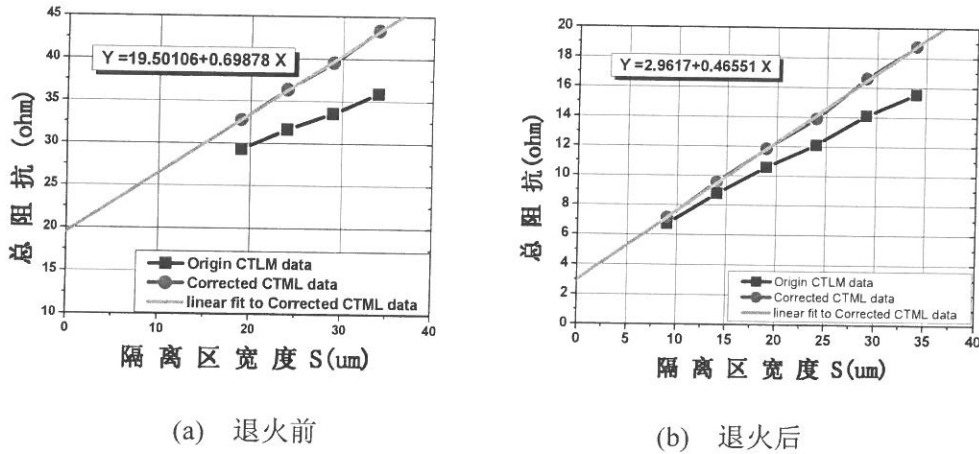 45
40
35
30
25
20
15
10
总 阻 抗 (ohm)
Y =19.50106+0.69878 X
Origin CTLM data
Corrected CTML data
linear fit to Corrected CTML data
0 10 20 30 40
隔 离 区 宽 度 S(um)
(a) 退火前
20
18
16
14
12
10
8
6
4
2
0
总 阻 抗(ohm)
Y =2.9617+0.46551 X
Origin CTLM data
Corrected CTML data
linear fit to Corrected CTML data
0 5 10 15 20 25 30 35 40
隔 离 区 宽 度 S(um)
(b) 退火后